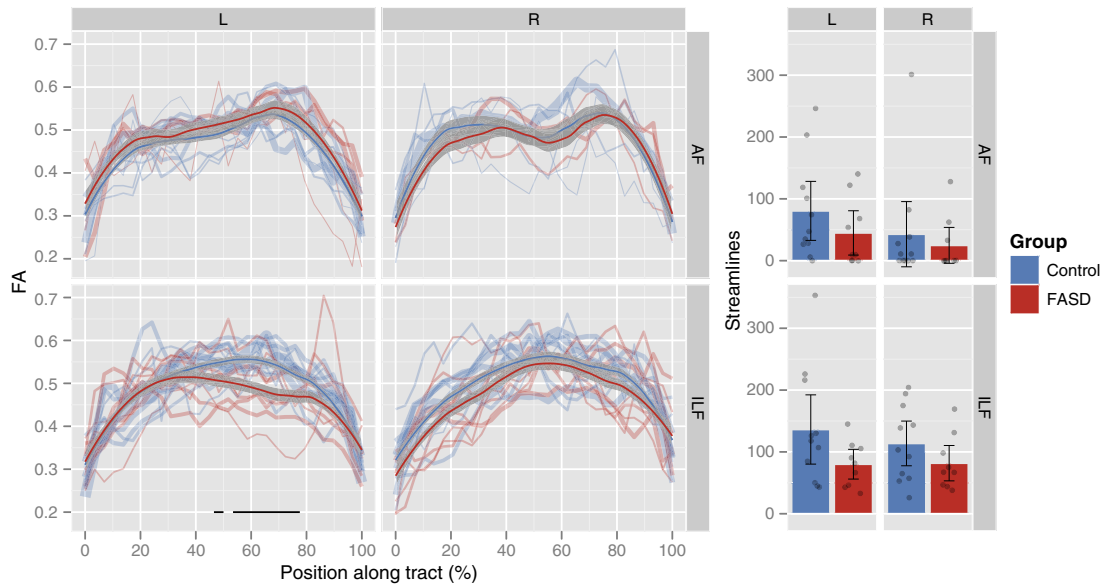 L R
L R
0.7
0.6
0.5
0.4
0.3
0.2
AF
300
200
100
0
AF
FA
Streamlines
Group
Control
FASD
0.7
0.6
0.5
0.4
0.3
0.2
ILF
300
200
100
0
ILF
0 20 40 60 80 100
0 20 40 60 80 100
Position along tract (%)